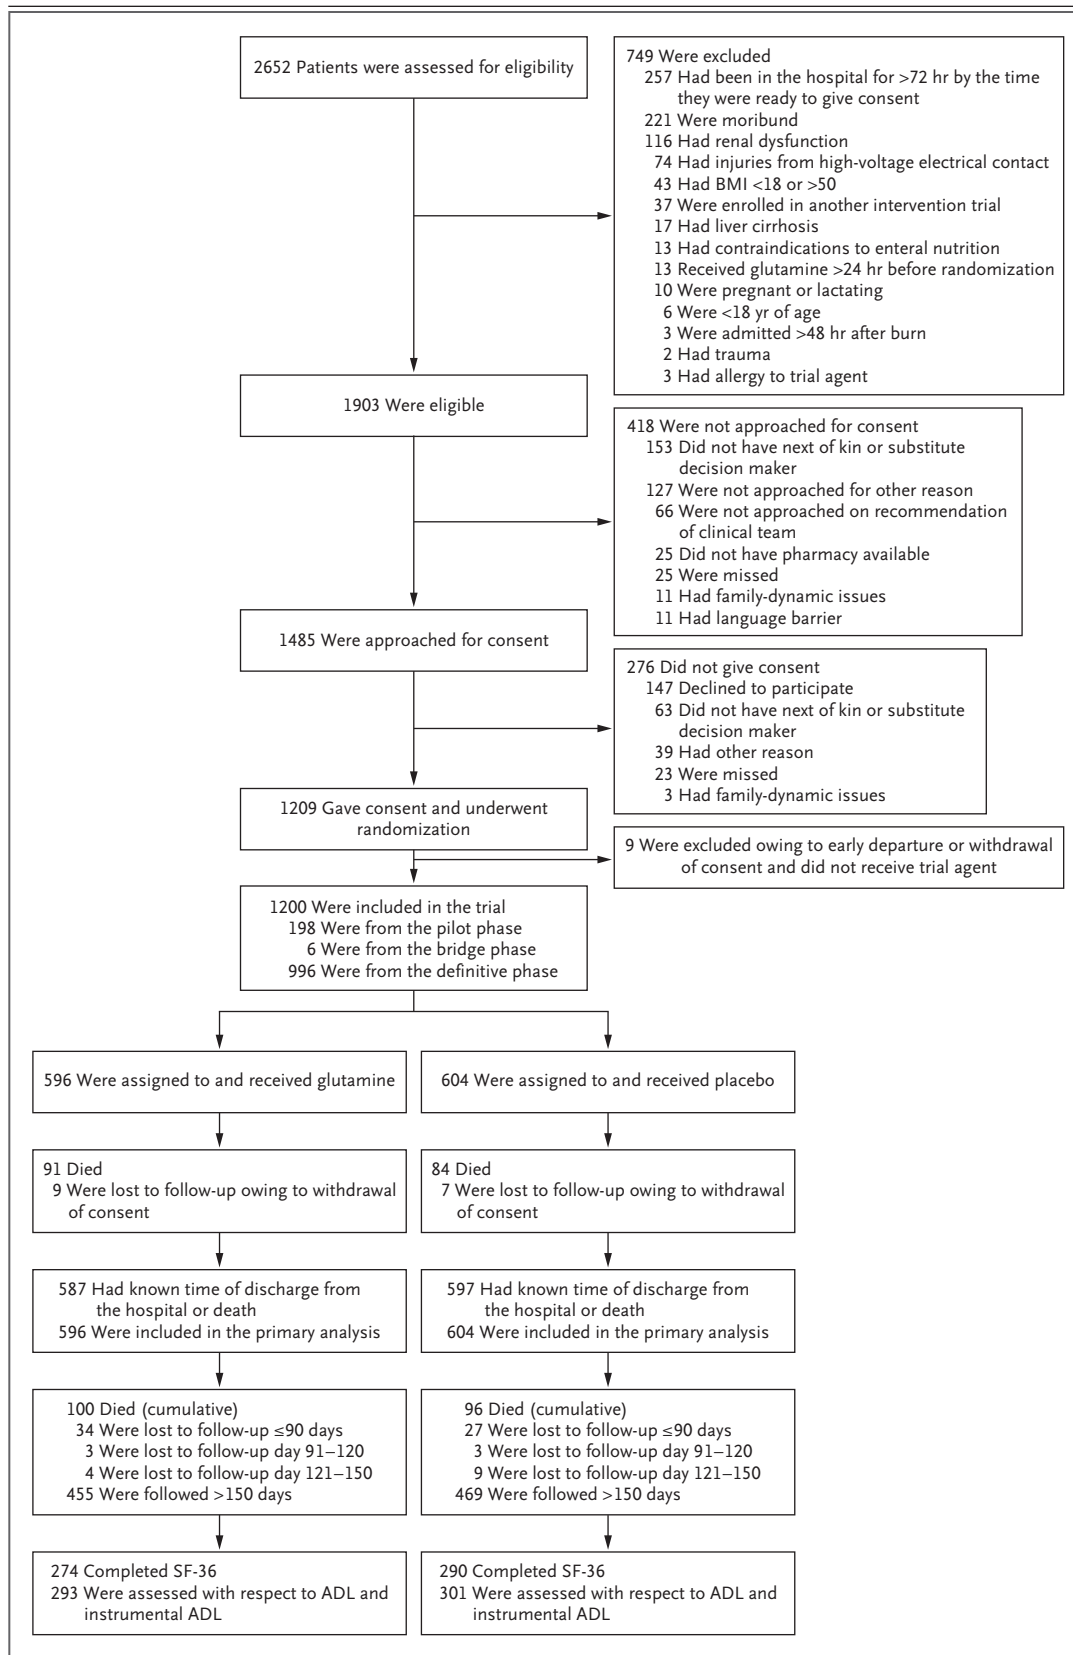 2652 Patients were assessed for eligibility
749 Were excluded
257 Had been in the hospital for >72 hr by the time
they were ready to give consent
221 Were moribund
116 Had renal dysfunction
74 Had injuries from high-voltage electrical contact
43 Had BMI <18 or >50
37 Were enrolled in another intervention trial
17 Had liver cirrhosis
13 Had contraindications to enteral nutrition
13 Received glutamine >24 hr before randomization
10 Were pregnant or lactating
6 Were <18 yr of age
3 Were admitted >48 hr after burn
2 Had trauma
3 Had allergy to trial agent
1903 Were eligible
418 Were not approached for consent
153 Did not have next of kin or substitute
decision maker
127 Were not approached for other reason
66 Were not approached on recommendation
of clinical team
25 Did not have pharmacy available
25 Were missed
11 Had family-dynamic issues
11 Had language barrier
1485 Were approached for consent
276 Did not give consent
147 Declined to participate
63 Did not have next of kin or substitute
decision maker
39 Had other reason
23 Were missed
3 Had family-dynamic issues
1209 Gave consent and underwent
randomization
9 Were excluded owing to early departure or withdrawal
of consent and did not receive trial agent
1200 Were included in the trial
198 Were from the pilot phase
6 Were from the bridge phase
996 Were from the definitive phase
596 Were assigned to and received glutamine
604 Were assigned to and received placebo
91 Died
9 Were lost to follow-up owing to withdrawal
of consent
84 Died
7 Were lost to follow-up owing to withdrawal
of consent
587 Had known time of discharge from
the hospital or death
596 Were included in the primary analysis
597 Had known time of discharge from
the hospital or death
604 Were included in the primary analysis
100 Died (cumulative)
34 Were lost to follow-up ≤90 days
3 Were lost to follow-up day 91–120
4 Were lost to follow-up day 121–150
455 Were followed >150 days
96 Died (cumulative)
27 Were lost to follow-up ≤90 days
3 Were lost to follow-up day 91–120
9 Were lost to follow-up day 121–150
469 Were followed >150 days
274 Completed SF-36
293 Were assessed with respect to ADL and
instrumental ADL
290 Completed SF-36
301 Were assessed with respect to ADL and
instrumental ADL